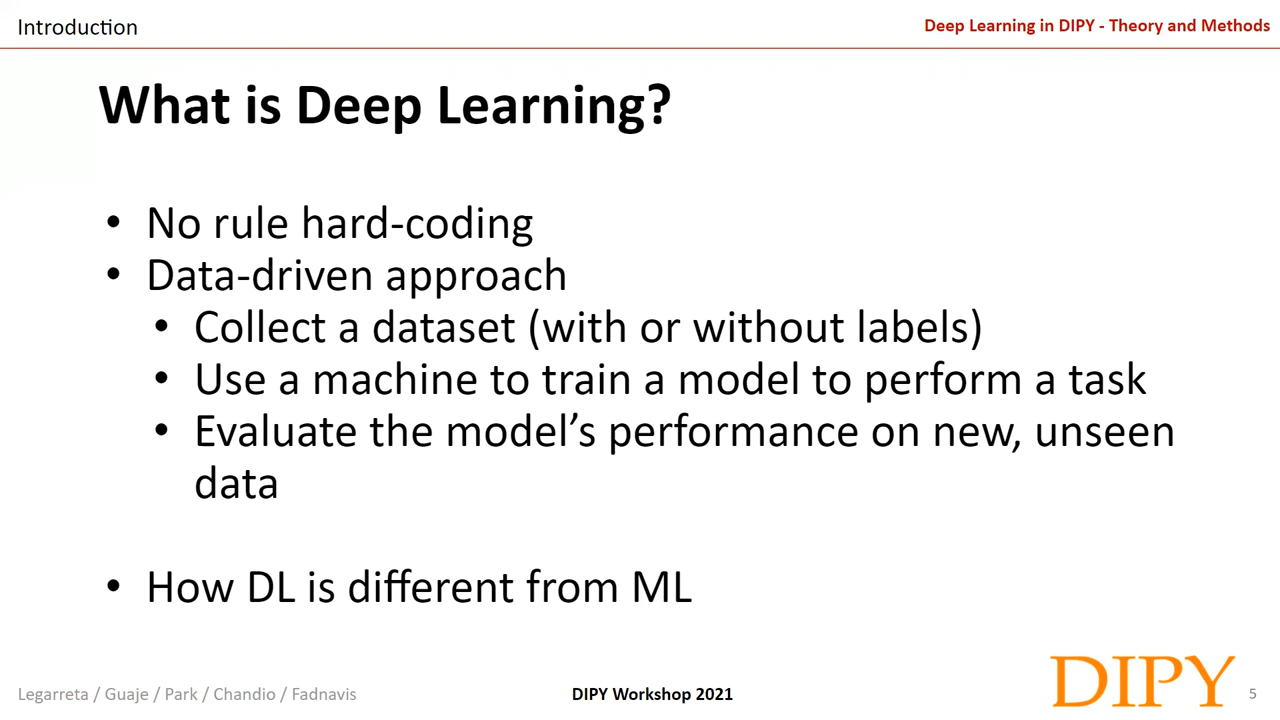 Introduction
Deep Learning in DIPY - Theory and Methods
What is Deep Learning?
• No rule hard-coding
• Data-driven approach
• Collect a dataset (with or without labels)
• Use a machine to train a model to perform a task
• Evaluate the model’s performance on new, unseen
data
• How DL is different from ML
Legarreta / Guaje / Park / Chandio / Fadnavis
DIPY Workshop 2021
DIPY
5